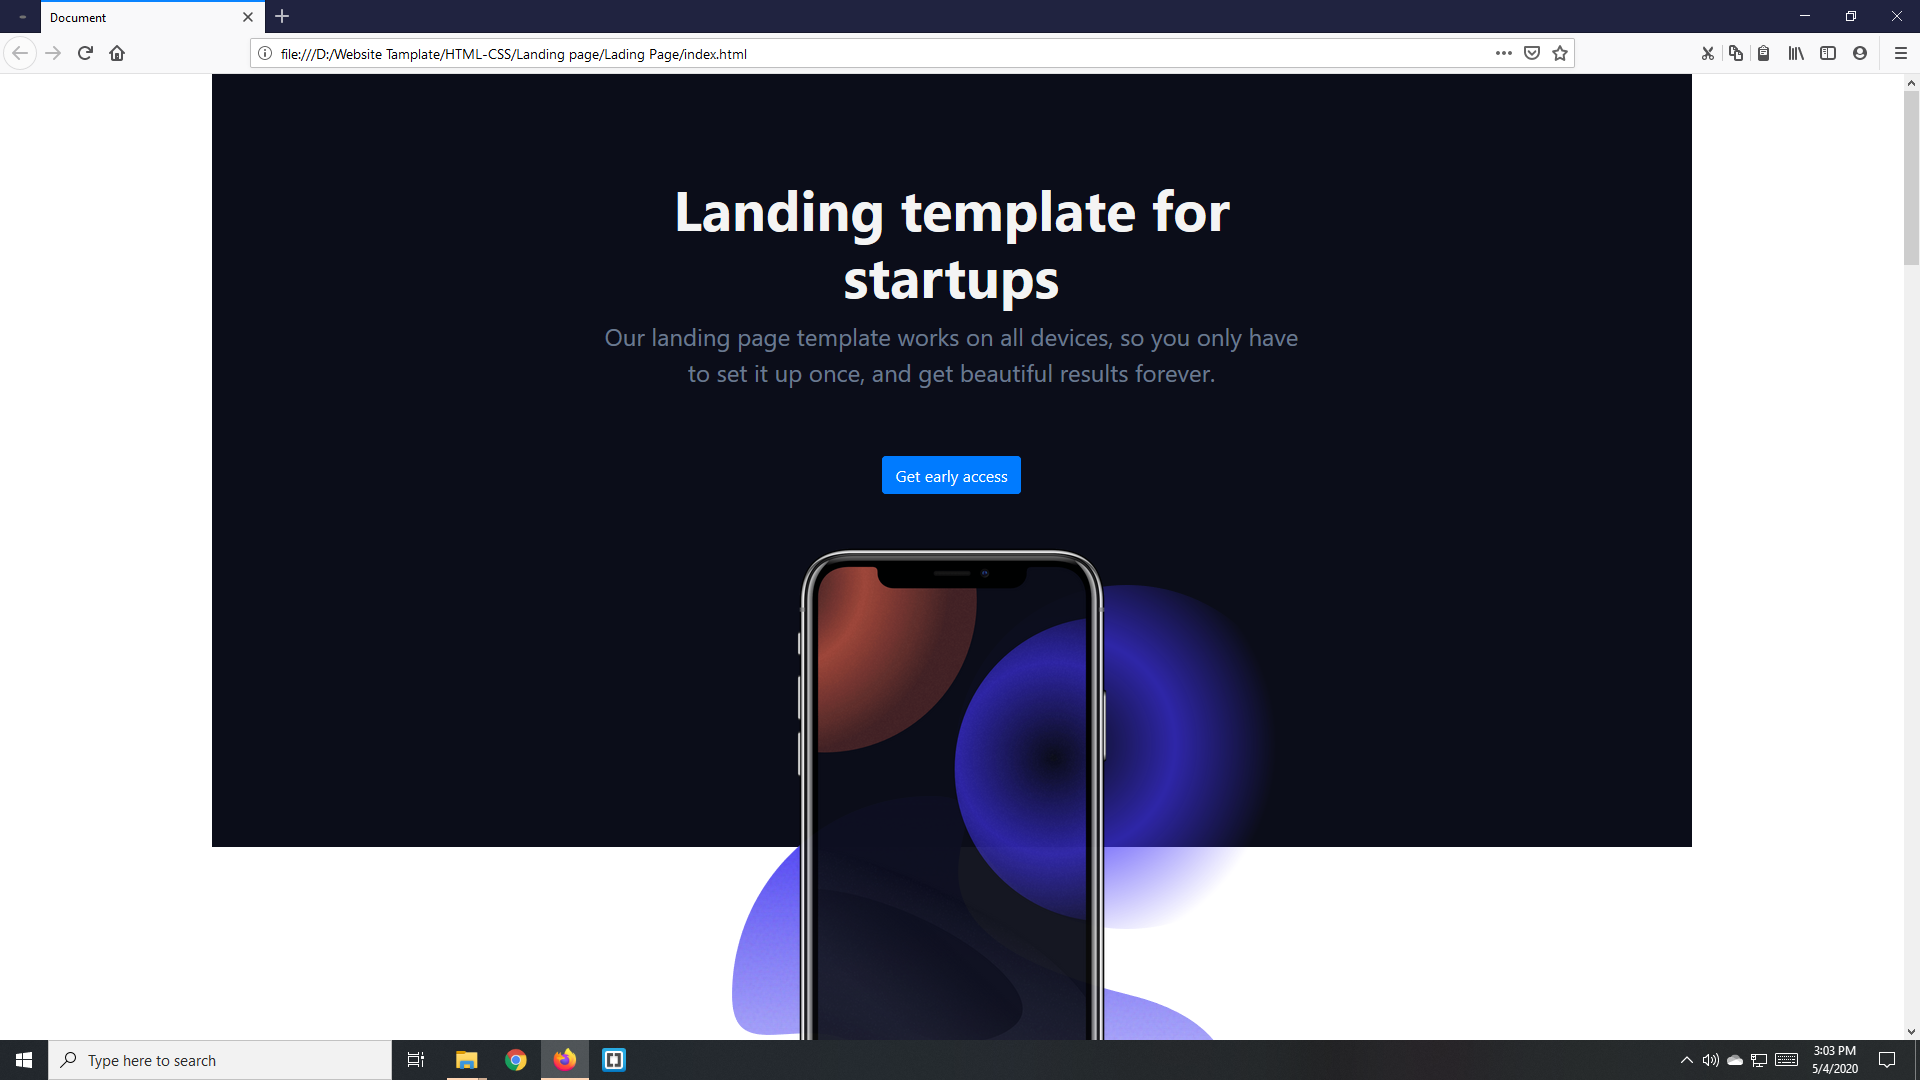 Document
file:///D:/Website Tamplate/HTML-CSS/Landing page/Lading Page/index.html
Landing template for
startups
Our landing page template works on all devices, so you only have
to set it up once, and get beautiful results forever.
Get early access
Type here to search
3:03 PM
5/4/2020